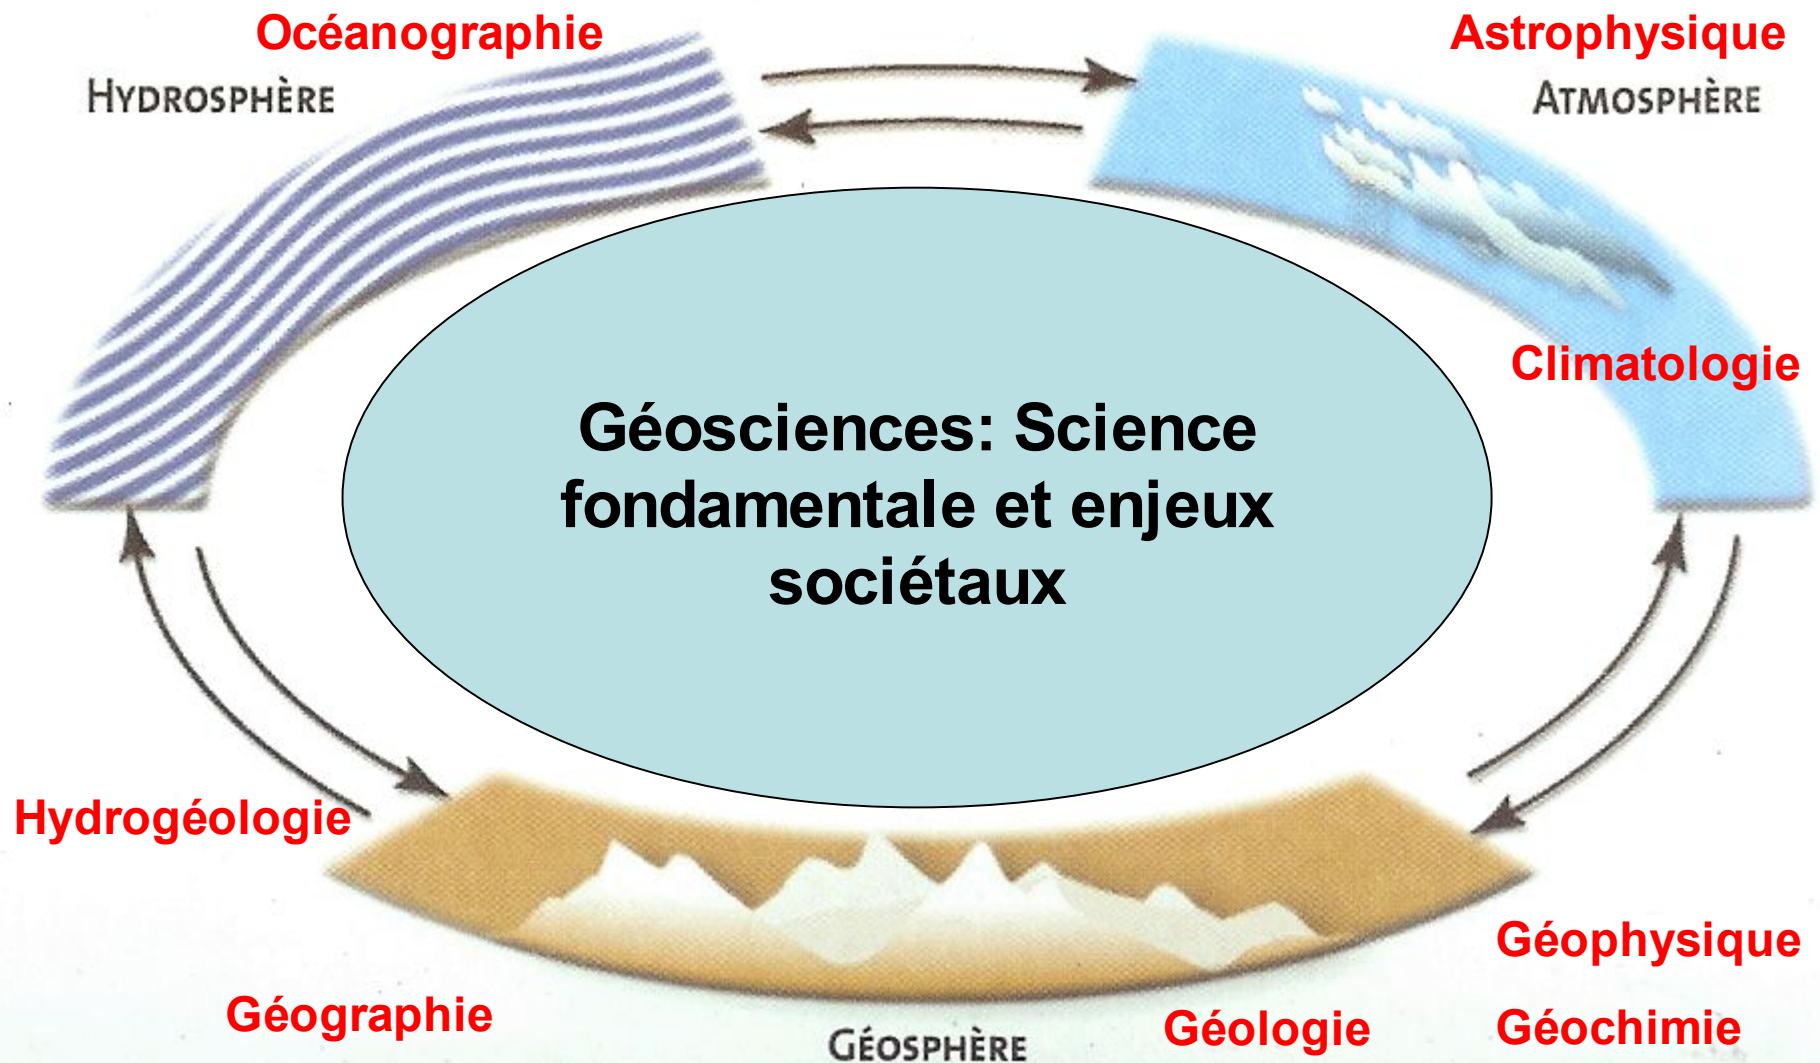 Océanographie
Astrophysique
HYDROSPHÈRE
ATMOSPHÈRE
Climatologie
Géosciences: Science
fondamentale et enjeux
sociétaux
Hydrogéologie
Géophysique
Géographie
Géologie
Géochimie
GÉOSPHÈRE